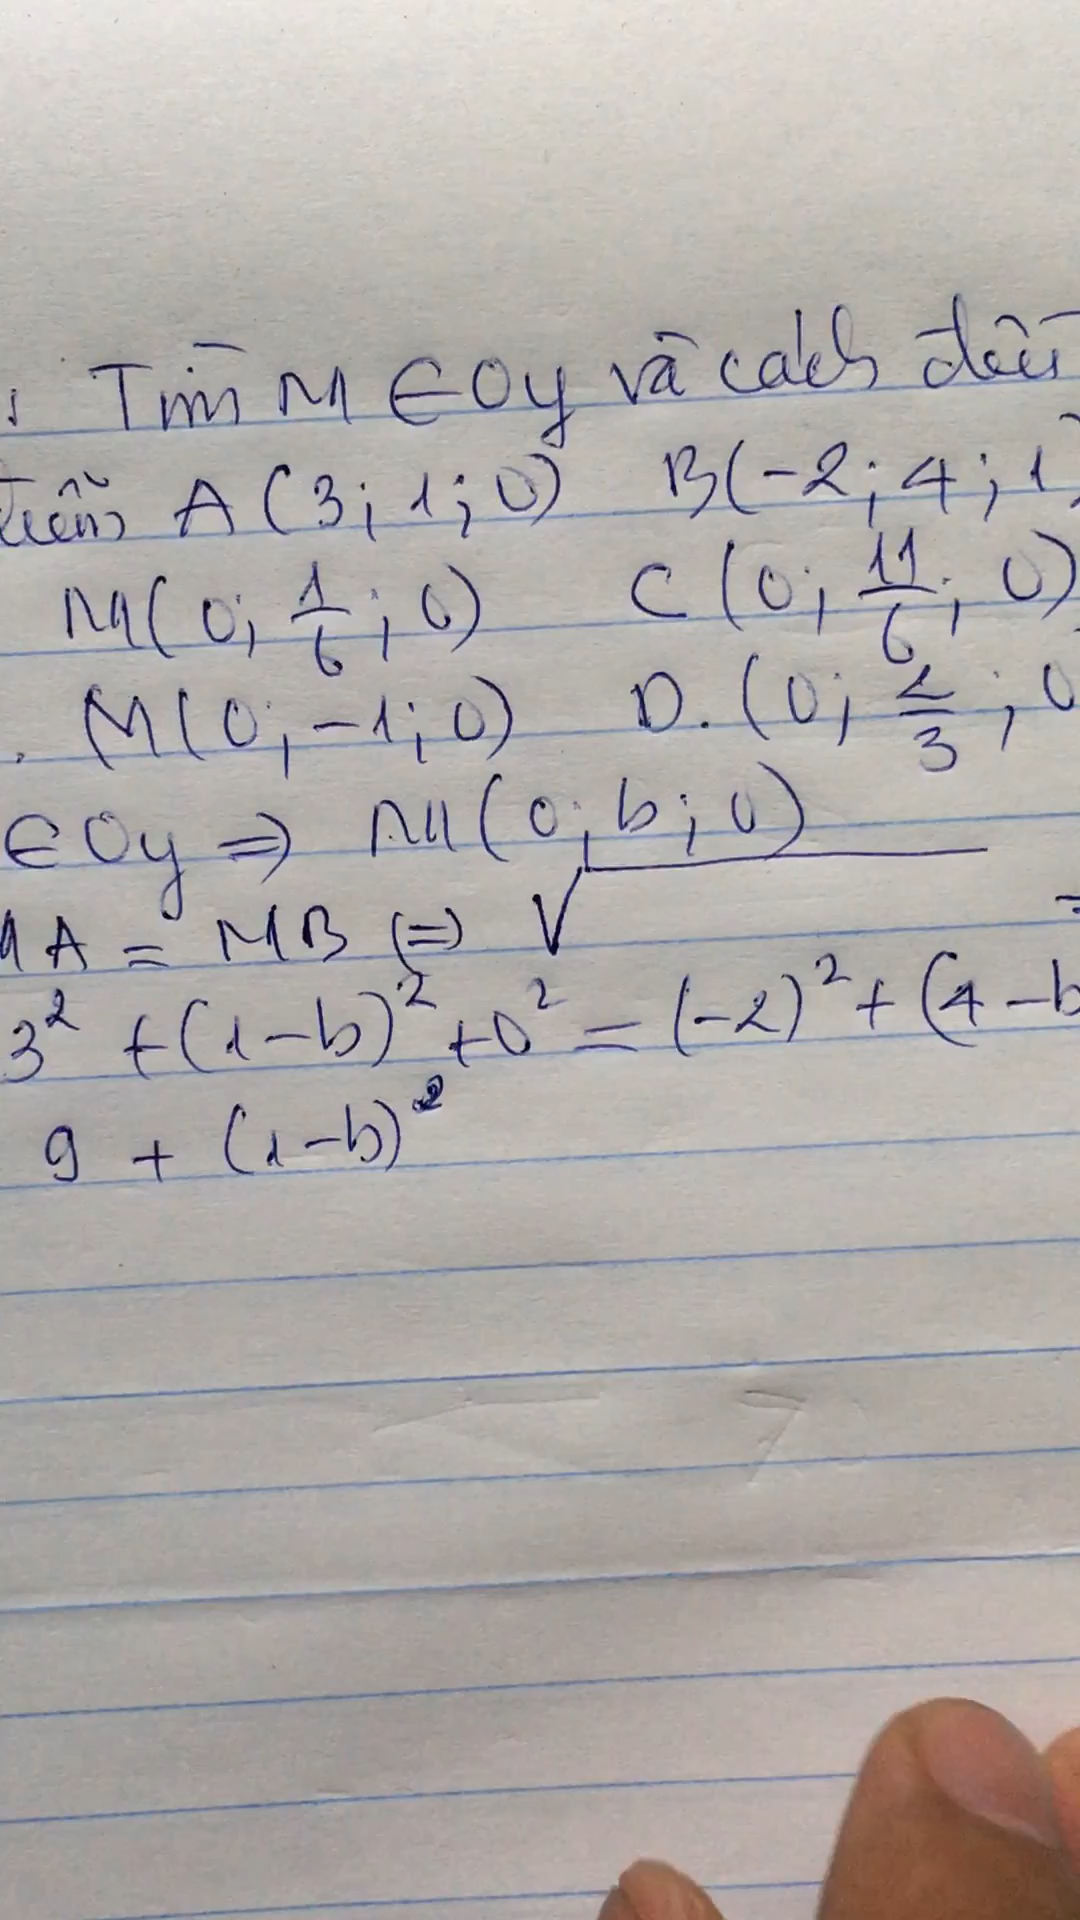 Tìm M ∈ Oy và cách đều
A (3; 1; 0) B(-2; 4; 1)
M(0; 1/6; 0) C (0; 11/6; 0)
M(0; -1; 0) D. (0; 2/3; 0
∈ Oy => M(0; b; 0)
MA = MB (=) √ =
3² + (1-b)² + 0² = (-2)² + (4-b
9 + (1-b)²